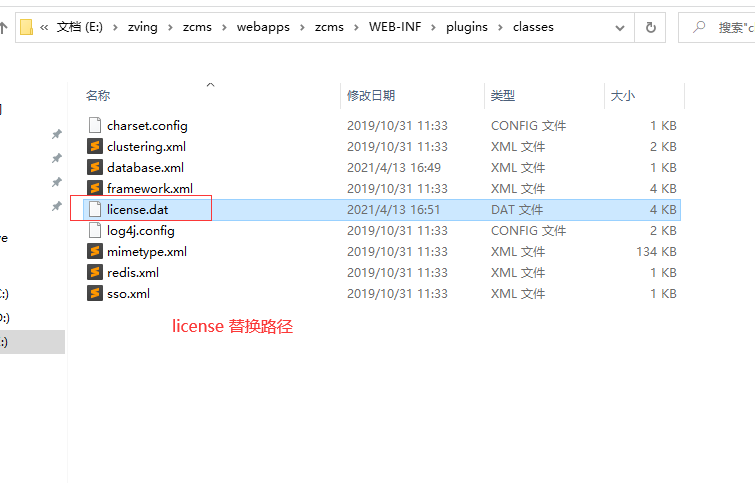 « 文档 (E:) > zving > zcms > webapps > zcms > WEB-INF > plugins > classes
搜索"c
名称 修改日期 类型 大小
charset.config 2019/10/31 11:33 CONFIG 文件 1 KB
clustering.xml 2019/10/31 11:33 XML 文件 2 KB
database.xml 2021/4/13 16:49 XML 文件 1 KB
framework.xml 2019/10/31 11:33 XML 文件 4 KB
license.dat 2021/4/13 16:51 DAT 文件 4 KB
log4j.config 2019/10/31 11:33 CONFIG 文件 2 KB
mimetype.xml 2019/10/31 11:33 XML 文件 134 KB
redis.xml 2019/10/31 11:33 XML 文件 1 KB
sso.xml 2019/10/31 11:33 XML 文件 1 KB
license 替换路径